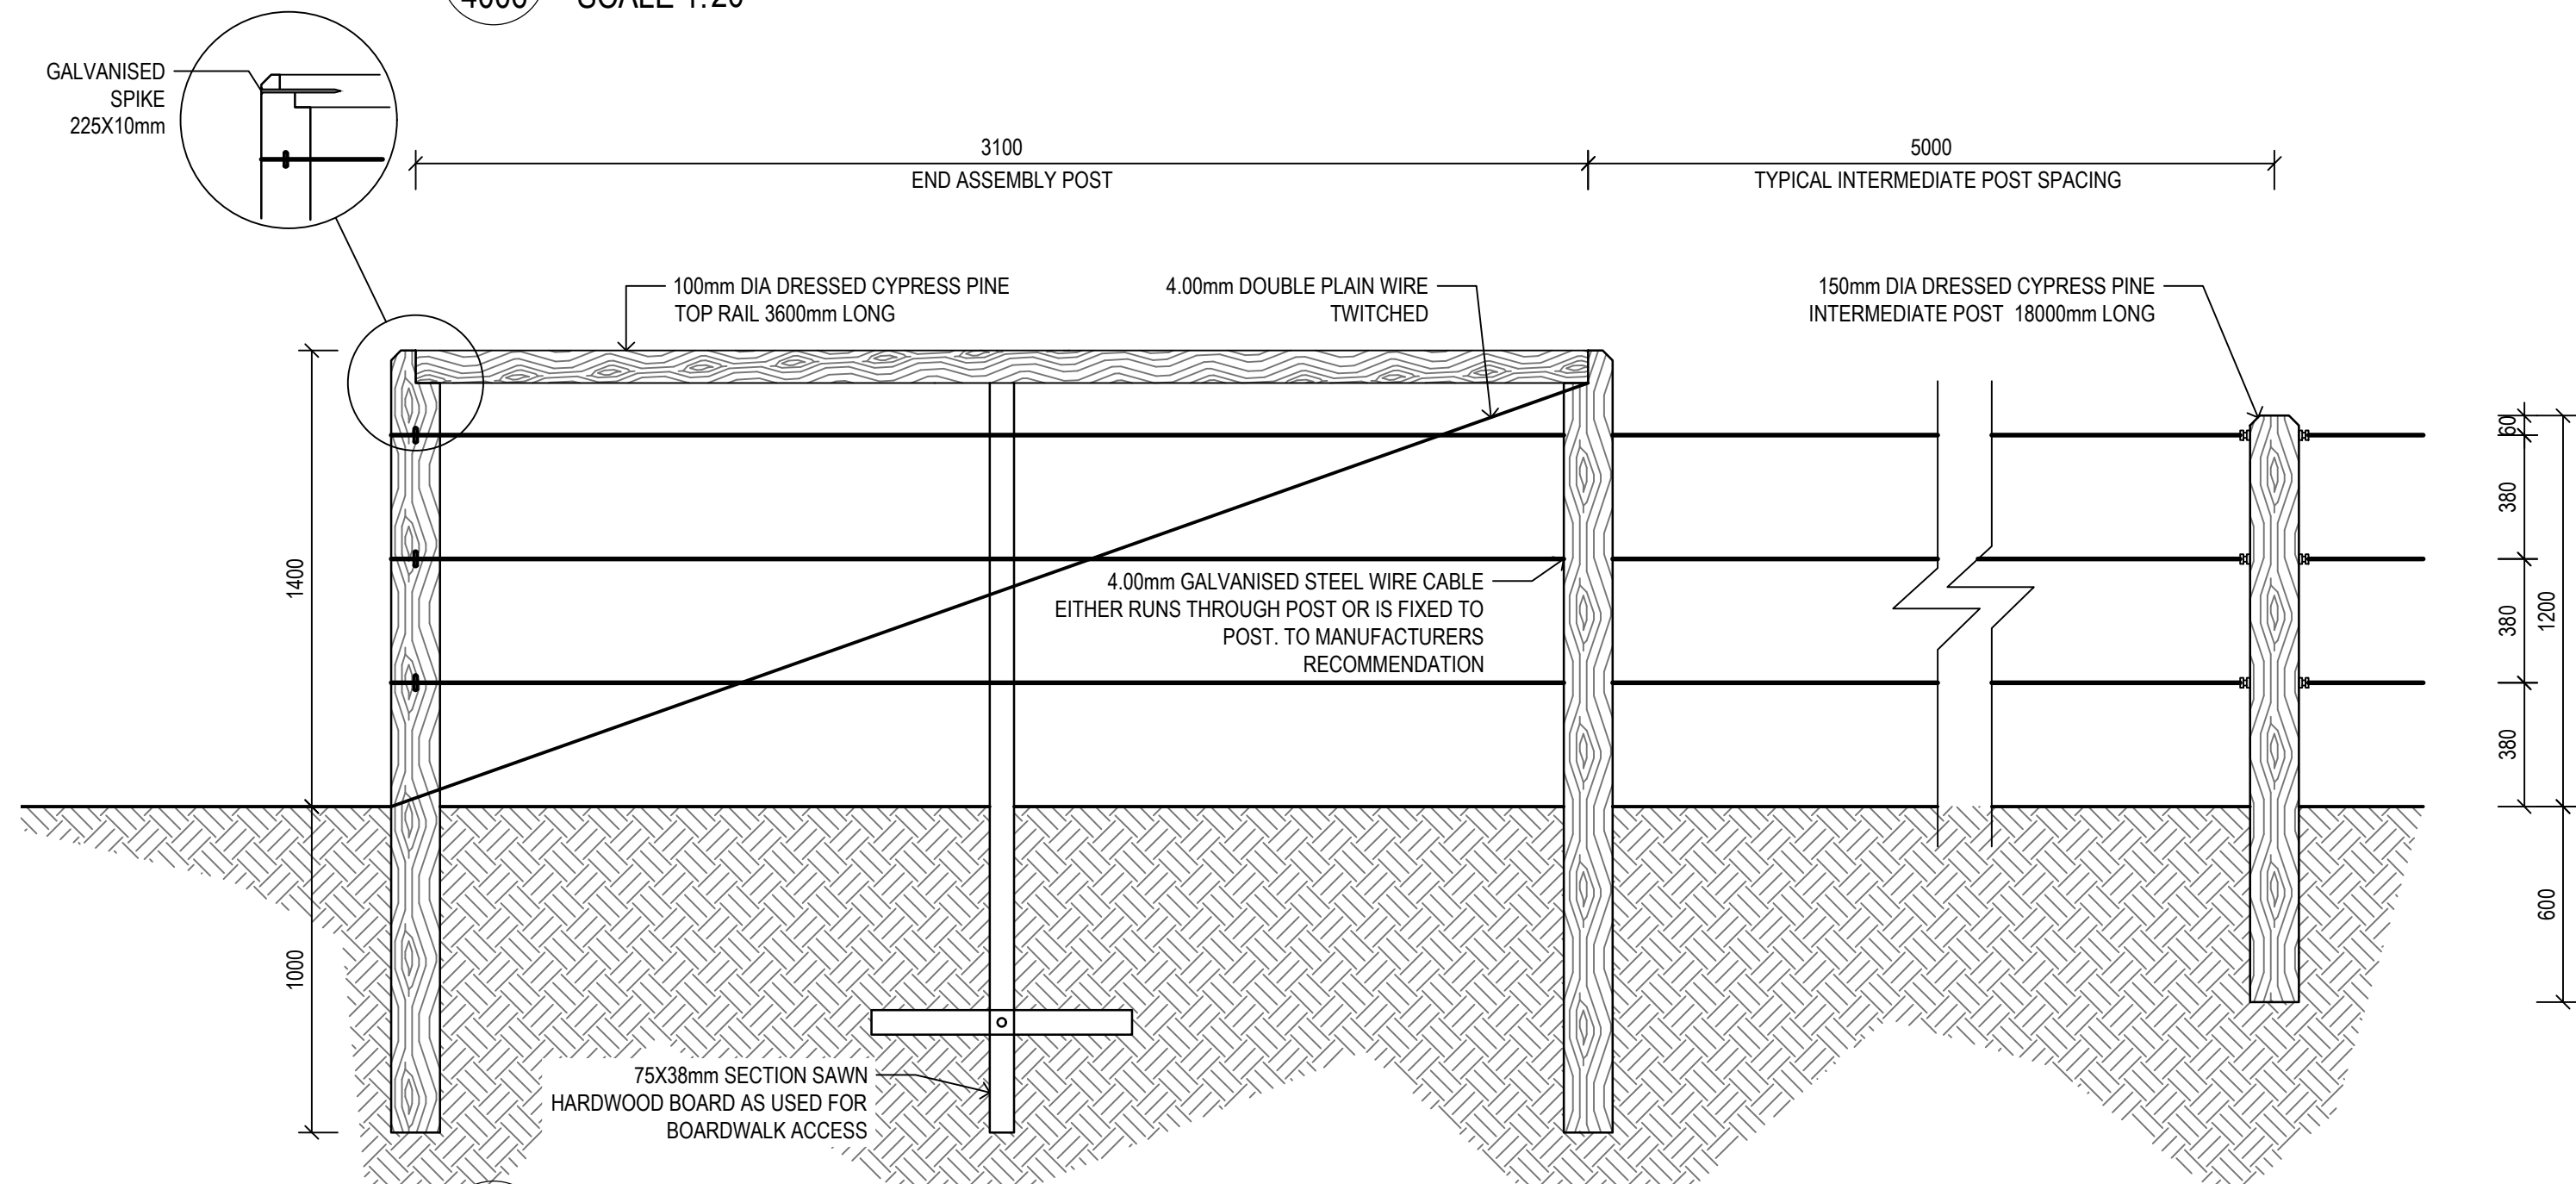 SCALE 1:20
GALVANISED
SPIKE
225X10mm
3100
END ASSEMBLY POST
5000
TYPICAL INTERMEDIATE POST SPACING
100mm DIA DRESSED CYPRESS PINE
TOP RAIL 3600mm LONG
4.00mm DOUBLE PLAIN WIRE
TWITCHED
150mm DIA DRESSED CYPRESS PINE
INTERMEDIATE POST 18000mm LONG
1400
1000
4.00mm GALVANISED STEEL WIRE CABLE
EITHER RUNS THROUGH POST OR IS FIXED TO
POST. TO MANUFACTURERS
RECOMMENDATION
75X38mm SECTION SAWN
HARDWOOD BOARD AS USED FOR
BOARDWALK ACCESS
60
380
380
380
1200
600